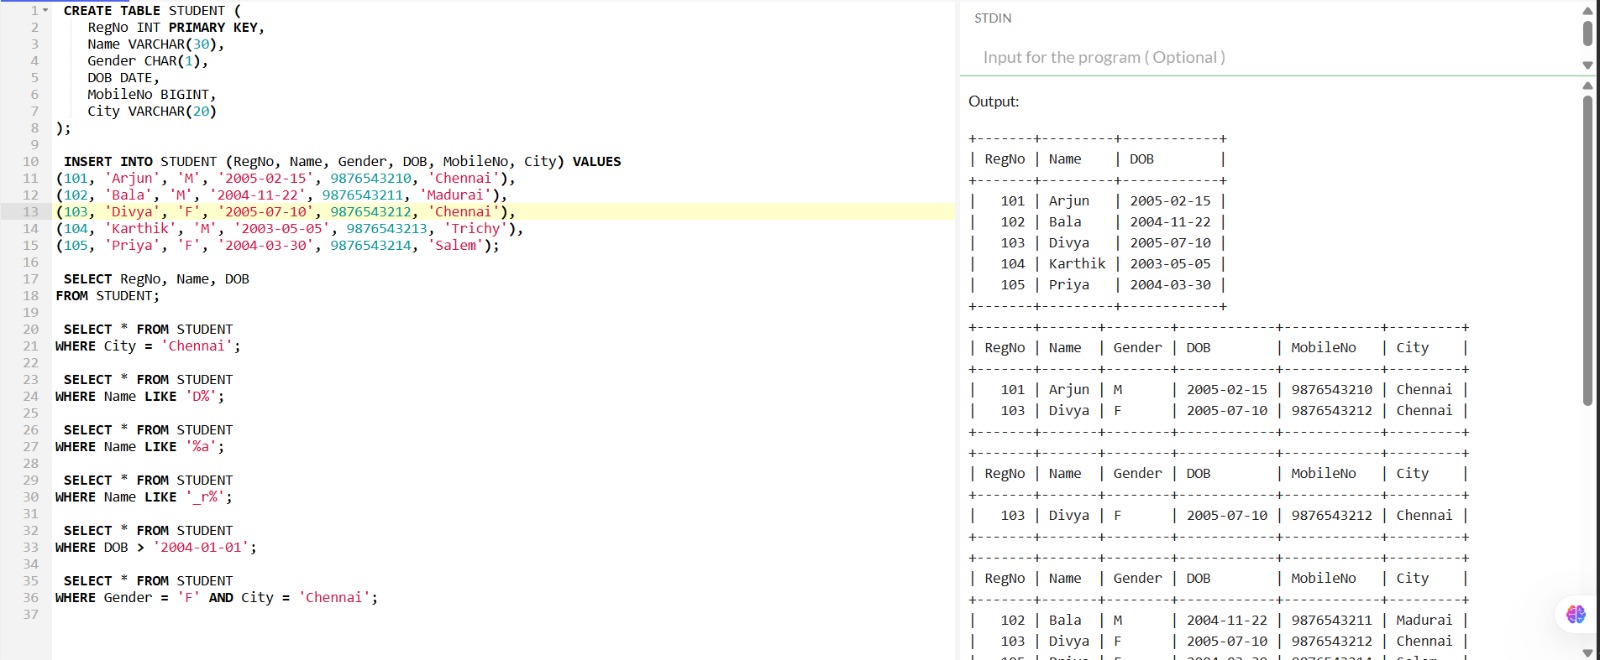 1 CREATE TABLE STUDENT (
2 RegNo INT PRIMARY KEY,
3 Name VARCHAR(30),
4 Gender CHAR(1),
5 DOB DATE,
6 MobileNo BIGINT,
7 City VARCHAR(20)
8 );
9
10 INSERT INTO STUDENT (RegNo, Name, Gender, DOB, MobileNo, City) VALUES
11 (101, 'Arjun', 'M', '2005-02-15', 9876543210, 'Chennai'),
12 (102, 'Bala', 'M', '2004-11-22', 9876543211, 'Madurai'),
13 (103, 'Divya', 'F', '2005-07-10', 9876543212, 'Chennai'),
14 (104, 'Karthik', 'M', '2003-05-05', 9876543213, 'Trichy'),
15 (105, 'Priya', 'F', '2004-03-30', 9876543214, 'Salem');
16
17 SELECT RegNo, Name, DOB
18 FROM STUDENT;
19
20 SELECT * FROM STUDENT
21 WHERE City = 'Chennai';
22
23 SELECT * FROM STUDENT
24 WHERE Name LIKE 'D%';
25
26 SELECT * FROM STUDENT
27 WHERE Name LIKE '%a';
28
29 SELECT * FROM STUDENT
30 WHERE Name LIKE '_r%';
31
32 SELECT * FROM STUDENT
33 WHERE DOB > '2004-01-01';
34
35 SELECT * FROM STUDENT
36 WHERE Gender = 'F' AND City = 'Chennai';
37
STDIN
Input for the program ( Optional )
Output:
+-------+---------+------------+
| RegNo | Name    | DOB        |
+-------+---------+------------+
|   101 | Arjun   | 2005-02-15 |
|   102 | Bala    | 2004-11-22 |
|   103 | Divya   | 2005-07-10 |
|   104 | Karthik | 2003-05-05 |
|   105 | Priya   | 2004-03-30 |
+-------+---------+------------+
+-------+-------+--------+------------+------------+---------+
| RegNo | Name  | Gender | DOB        | MobileNo   | City    |
+-------+-------+--------+------------+------------+---------+
|   101 | Arjun | M      | 2005-02-15 | 9876543210 | Chennai |
|   103 | Divya | F      | 2005-07-10 | 9876543212 | Chennai |
+-------+-------+--------+------------+------------+---------+
+-------+-------+--------+------------+------------+---------+
| RegNo | Name  | Gender | DOB        | MobileNo   | City    |
+-------+-------+--------+------------+------------+---------+
|   103 | Divya | F      | 2005-07-10 | 9876543212 | Chennai |
+-------+-------+--------+------------+------------+---------+
+-------+-------+--------+------------+------------+---------+
| RegNo | Name  | Gender | DOB        | MobileNo   | City    |
+-------+-------+--------+------------+------------+---------+
|   102 | Bala  | M      | 2004-11-22 | 9876543211 | Madurai |
|   103 | Divya | F      | 2005-07-10 | 9876543212 | Chennai |